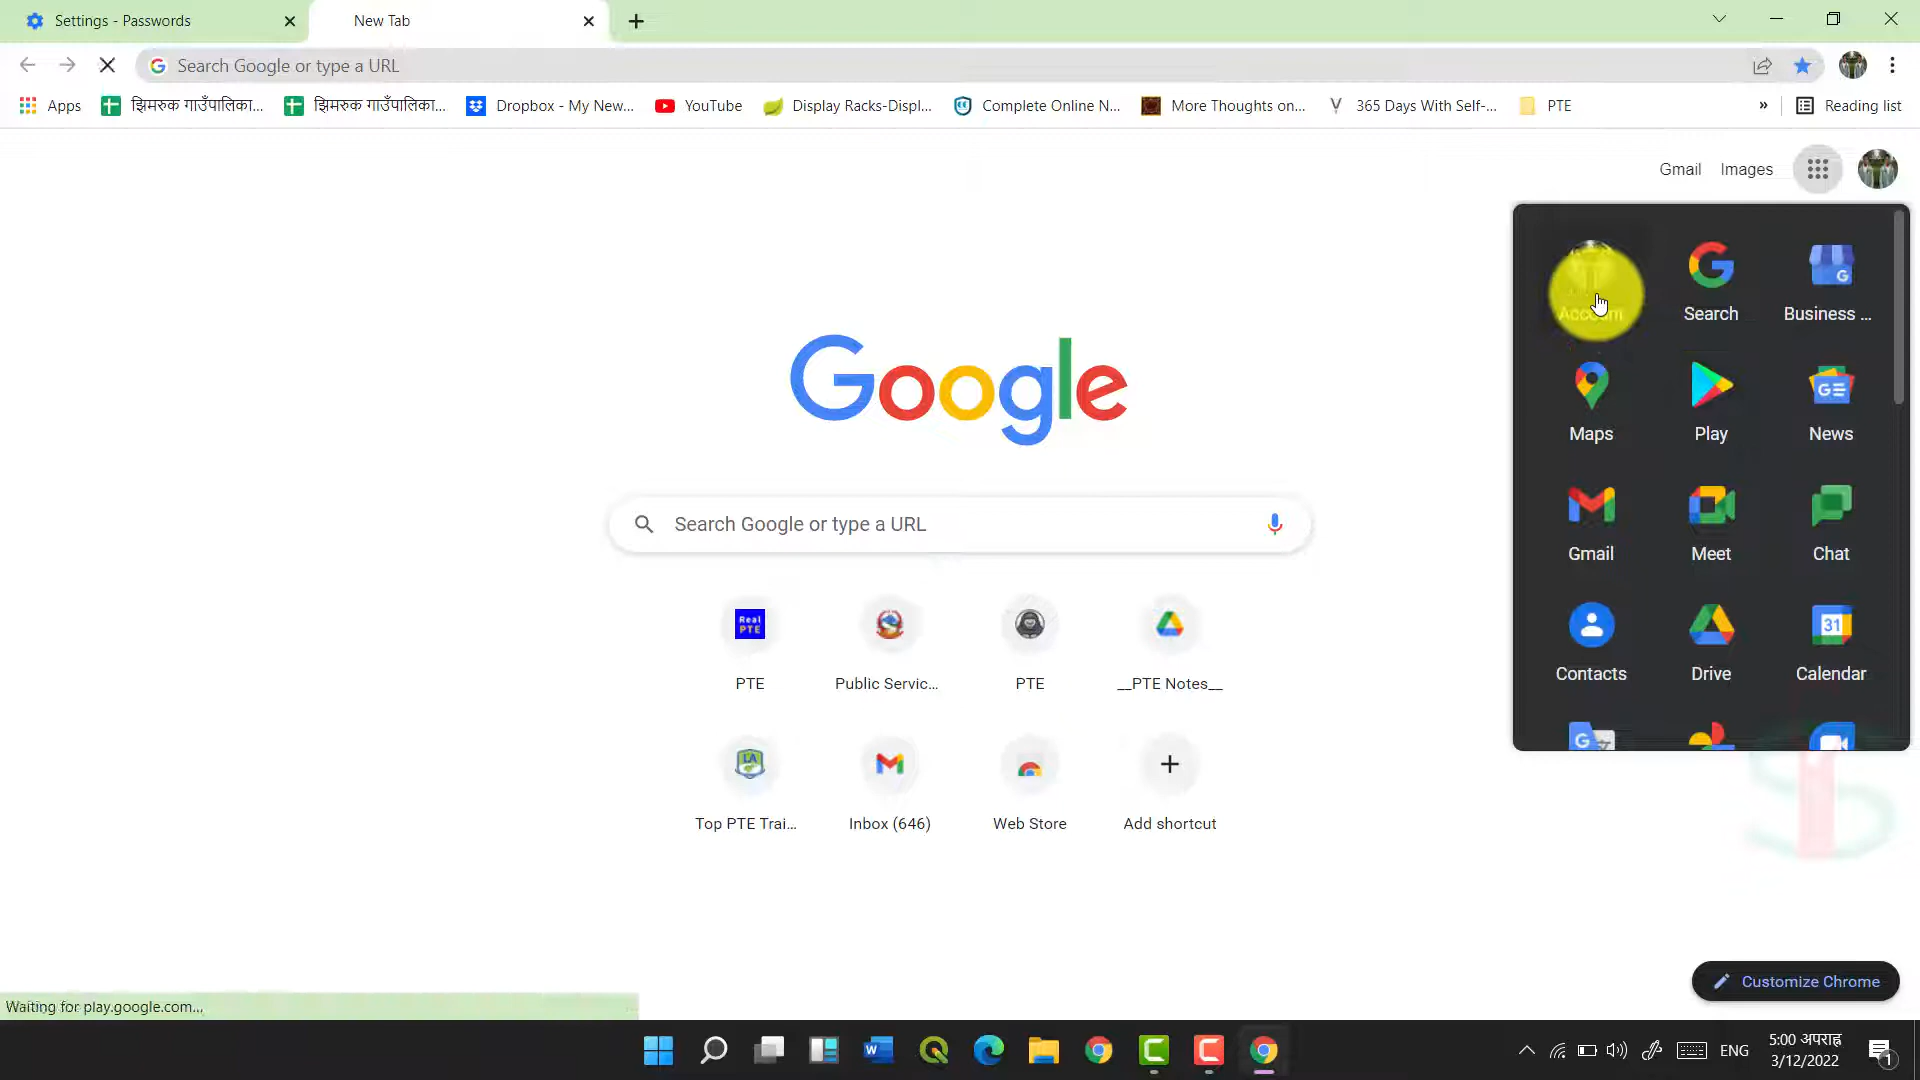 Settings - Passwords
New Tab
Search Google or type a URL
Apps
झिमरुक गाउँपालिका...
झिमरुक गाउँपालिका...
Dropbox - My New...
YouTube
Display Racks-Displ...
Complete Online N...
More Thoughts on...
365 Days With Self-...
PTE
»
Reading list
Gmail
Images
Account
Search
Business ...
Maps
Play
News
Gmail
Meet
Chat
Contacts
Drive
Calendar
Google
Search Google or type a URL
Real
PTE
PTE
Public Servic...
PTE
__PTE Notes__
Top PTE Trai...
Inbox (646)
Web Store
Add shortcut
Customize Chrome
Waiting for play.google.com...
ENG
5:00 अपराह्न
3/12/2022
1